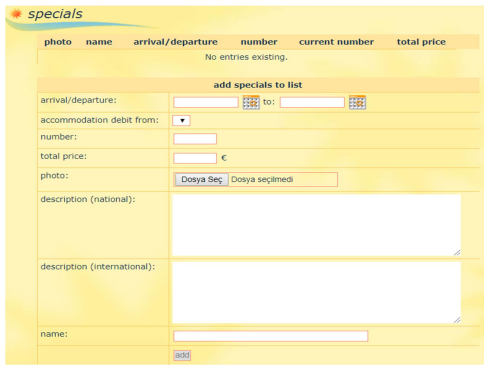 specials
photo name arrival/departure number current number total price
No entries existing.
add specials to list
arrival/departure: to:
accommodation debit from:
number:
total price: €
photo: Dosya Seç Dosya seçilmedi
description (national):
description (international):
name:
add